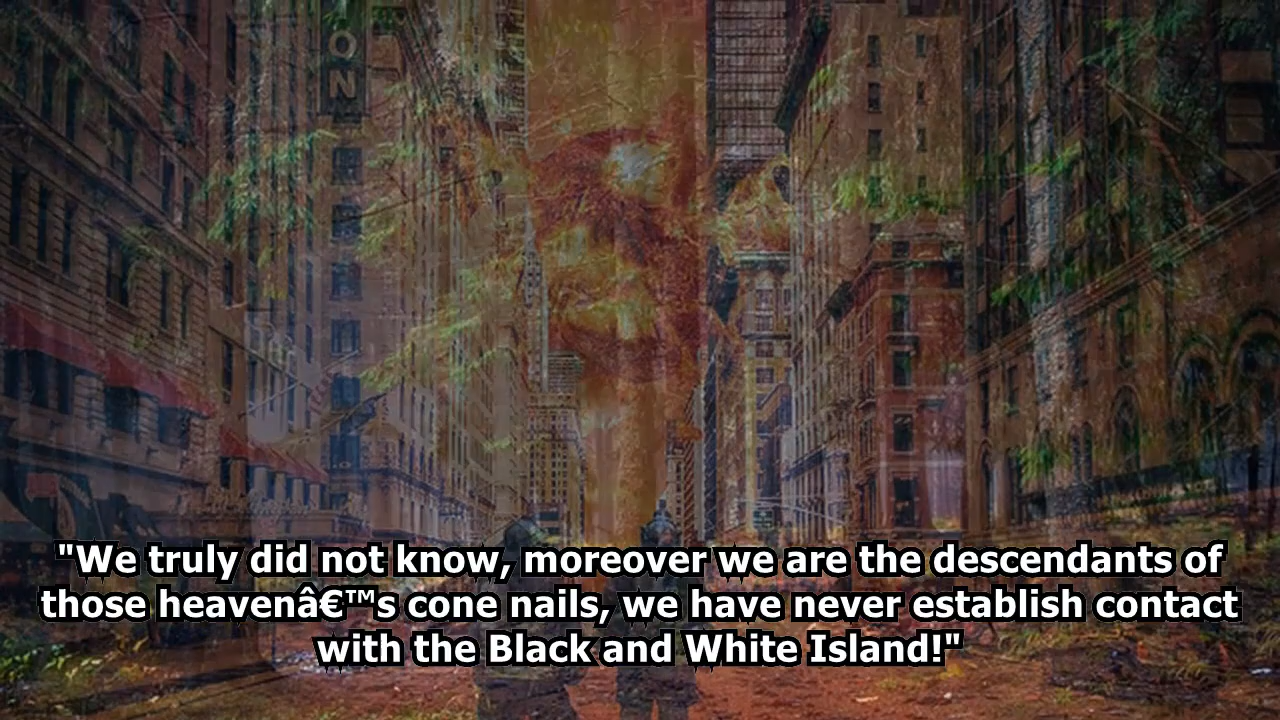 ON
"We truly did not know, moreover we are the descendants of
those heavenâ€™s cone nails, we have never establish contact
with the Black and White Island!"